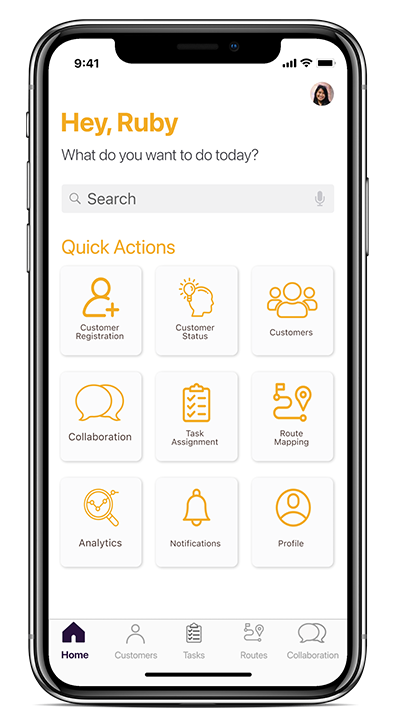 9:41
Hey, Ruby
What do you want to do today?
Search
Quick Actions
Customer
Registration
Customer
Status
Customers
Collaboration
Task
Assignment
Route
Mapping
Analytics
Notifications
Profile
Home
Customers
Tasks
Routes
Collaboration